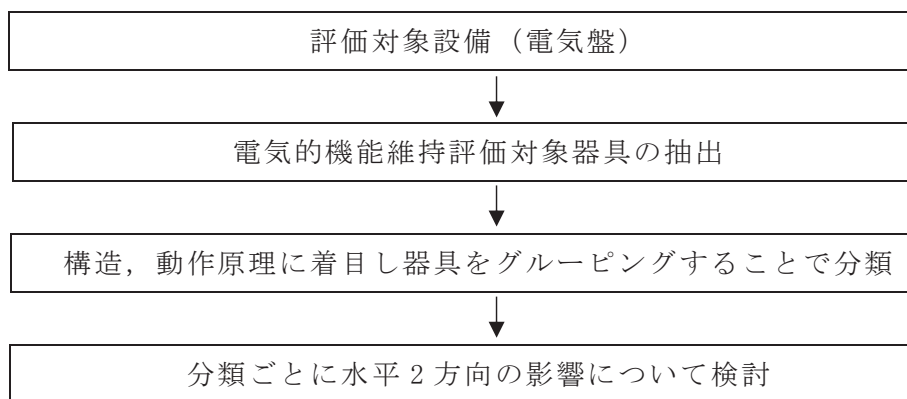 評価対象設備（電気盤）
電気的機能維持評価対象器具の抽出
構造，動作原理に着目し器具をグルーピングすることで分類
分類ごとに水平２方向の影響について検討